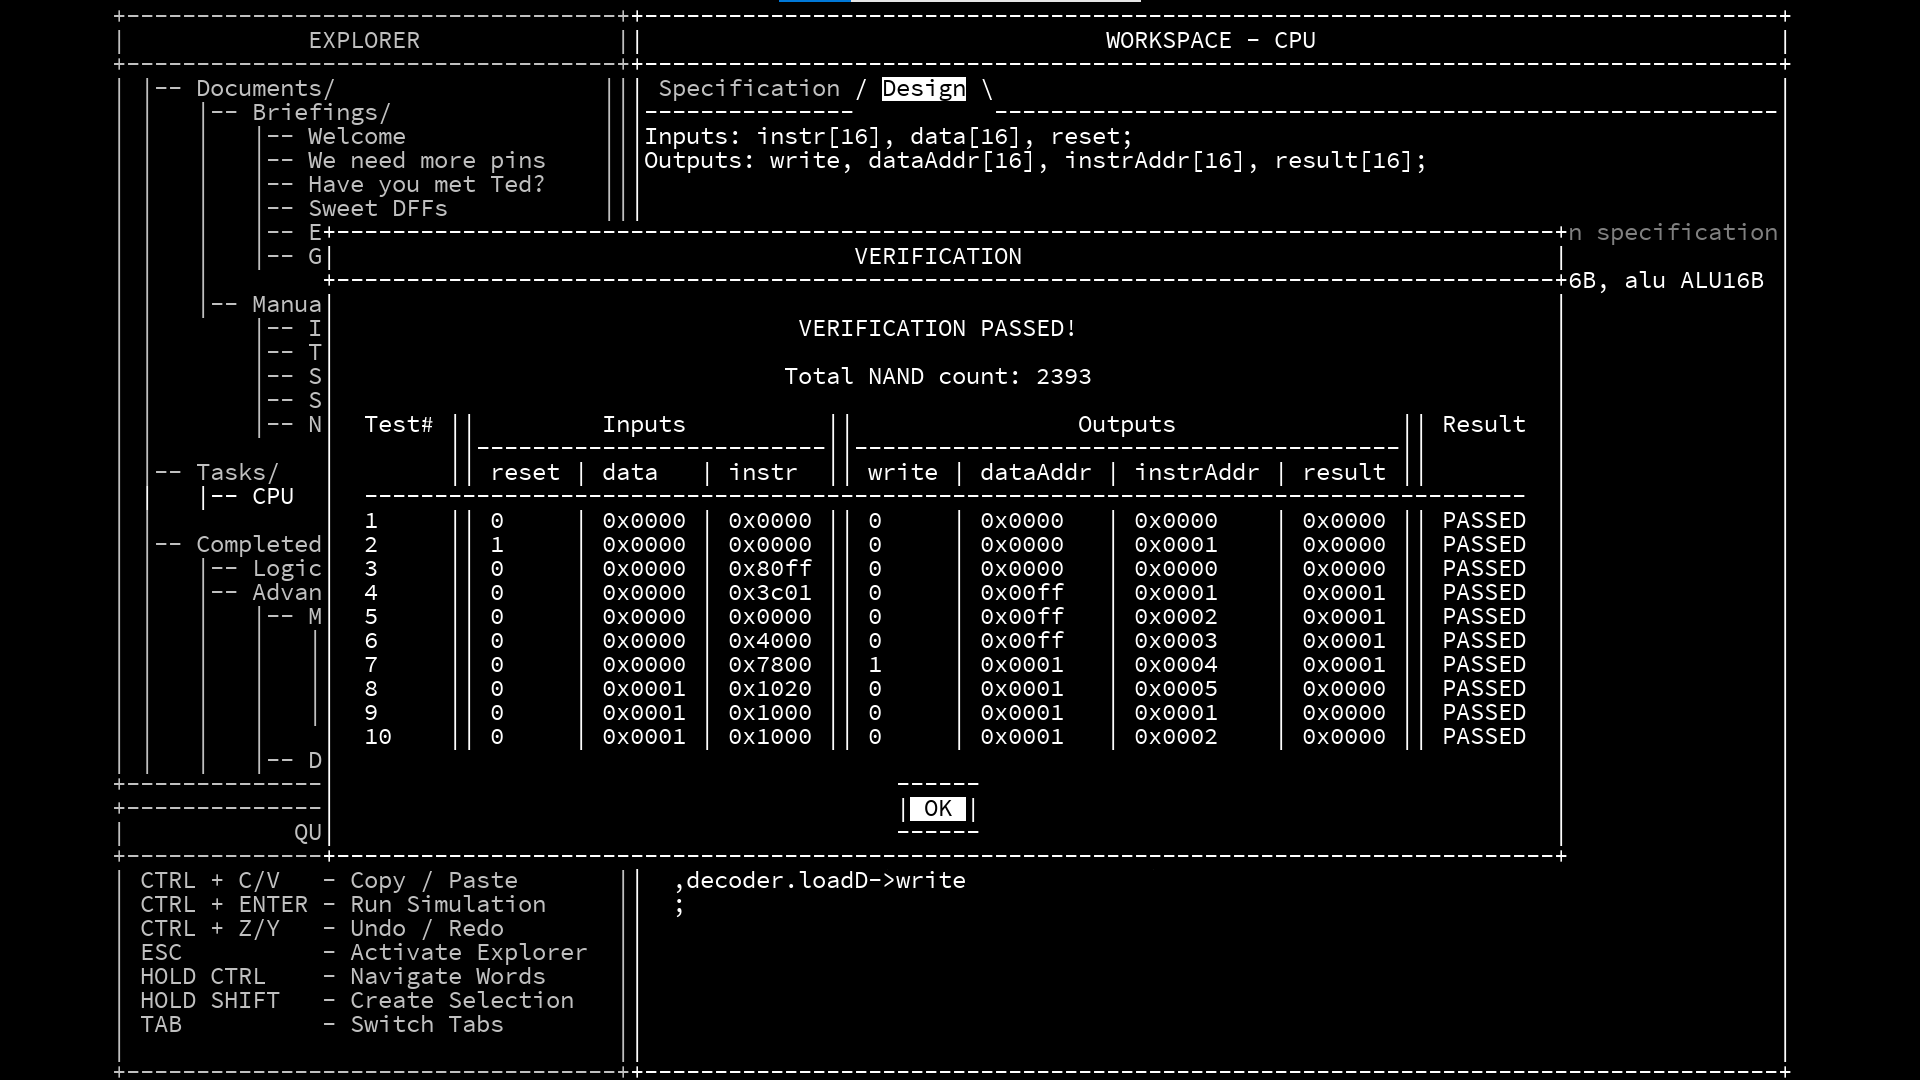 EXPLORER
WORKSPACE - CPU
-- Documents/
-- Briefings/
-- Welcome
-- We need more pins
-- Have you met Ted?
-- Sweet DFFs
-- E
-- G
-- Manua
-- I
-- T
-- S
-- S
-- N
-- Tasks/
-- CPU
-- Completed
-- Logic
-- Advan
-- M
-- D
Specification / Design \
Inputs: instr[16], data[16], reset;
Outputs: write, dataAddr[16], instrAddr[16], result[16];
n specification
6B, alu ALU16B
VERIFICATION
VERIFICATION PASSED!
Total NAND count: 2393
Test# || Inputs || Outputs || Result
|| reset | data | instr || write | dataAddr | instrAddr | result ||
1 || 0 | 0x0000 | 0x0000 || 0 | 0x0000 | 0x0000 | 0x0000 || PASSED
2 || 1 | 0x0000 | 0x0000 || 0 | 0x0000 | 0x0001 | 0x0000 || PASSED
3 || 0 | 0x0000 | 0x80ff || 0 | 0x0000 | 0x0000 | 0x0000 || PASSED
4 || 0 | 0x0000 | 0x3c01 || 0 | 0x00ff | 0x0001 | 0x0001 || PASSED
5 || 0 | 0x0000 | 0x0000 || 0 | 0x00ff | 0x0002 | 0x0001 || PASSED
6 || 0 | 0x0000 | 0x4000 || 0 | 0x00ff | 0x0003 | 0x0001 || PASSED
7 || 0 | 0x0000 | 0x7800 || 1 | 0x0001 | 0x0004 | 0x0001 || PASSED
8 || 0 | 0x0001 | 0x1020 || 0 | 0x0001 | 0x0005 | 0x0000 || PASSED
9 || 0 | 0x0001 | 0x1000 || 0 | 0x0001 | 0x0001 | 0x0000 || PASSED
10 || 0 | 0x0001 | 0x1000 || 0 | 0x0001 | 0x0002 | 0x0000 || PASSED
OK
QU
CTRL + C/V - Copy / Paste
CTRL + ENTER - Run Simulation
CTRL + Z/Y - Undo / Redo
ESC - Activate Explorer
HOLD CTRL - Navigate Words
HOLD SHIFT - Create Selection
TAB - Switch Tabs
,decoder.loadD->write
;